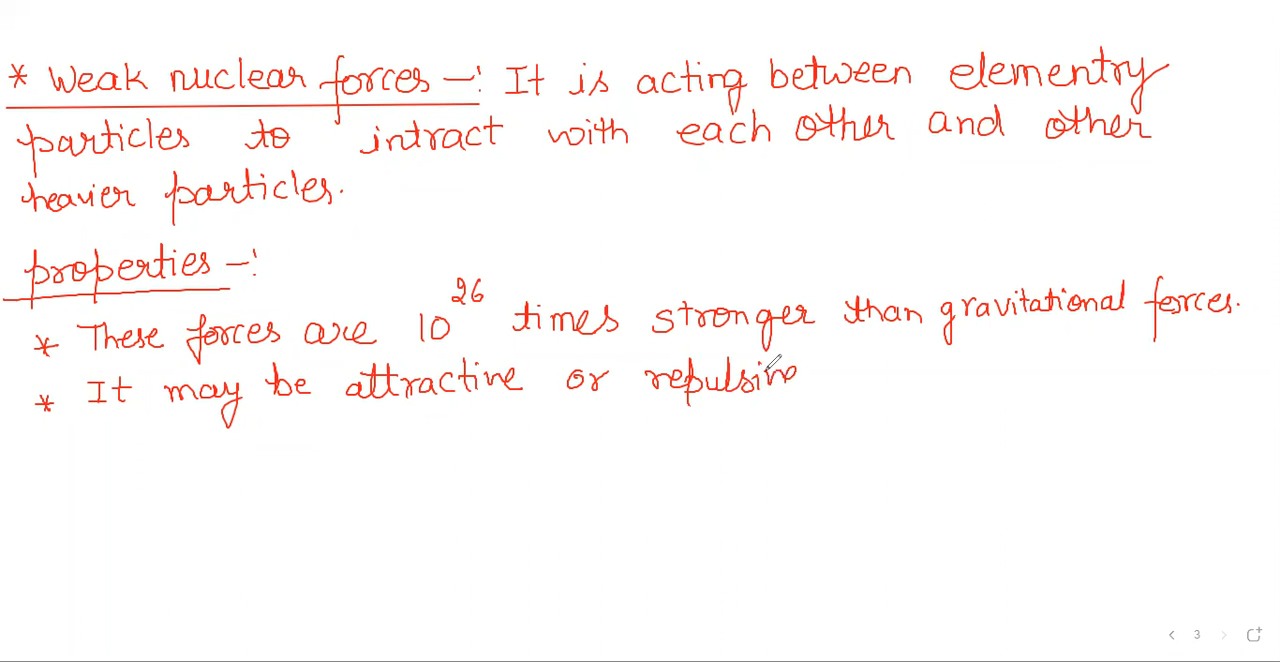 * Weak nuclear forces -: It is acting between elementry
particles to intract with each other and other
heavier particles.
properties -:
* These forces are 10^26 times stronger than gravitational forces.
* It may be attractive or repulsive
3